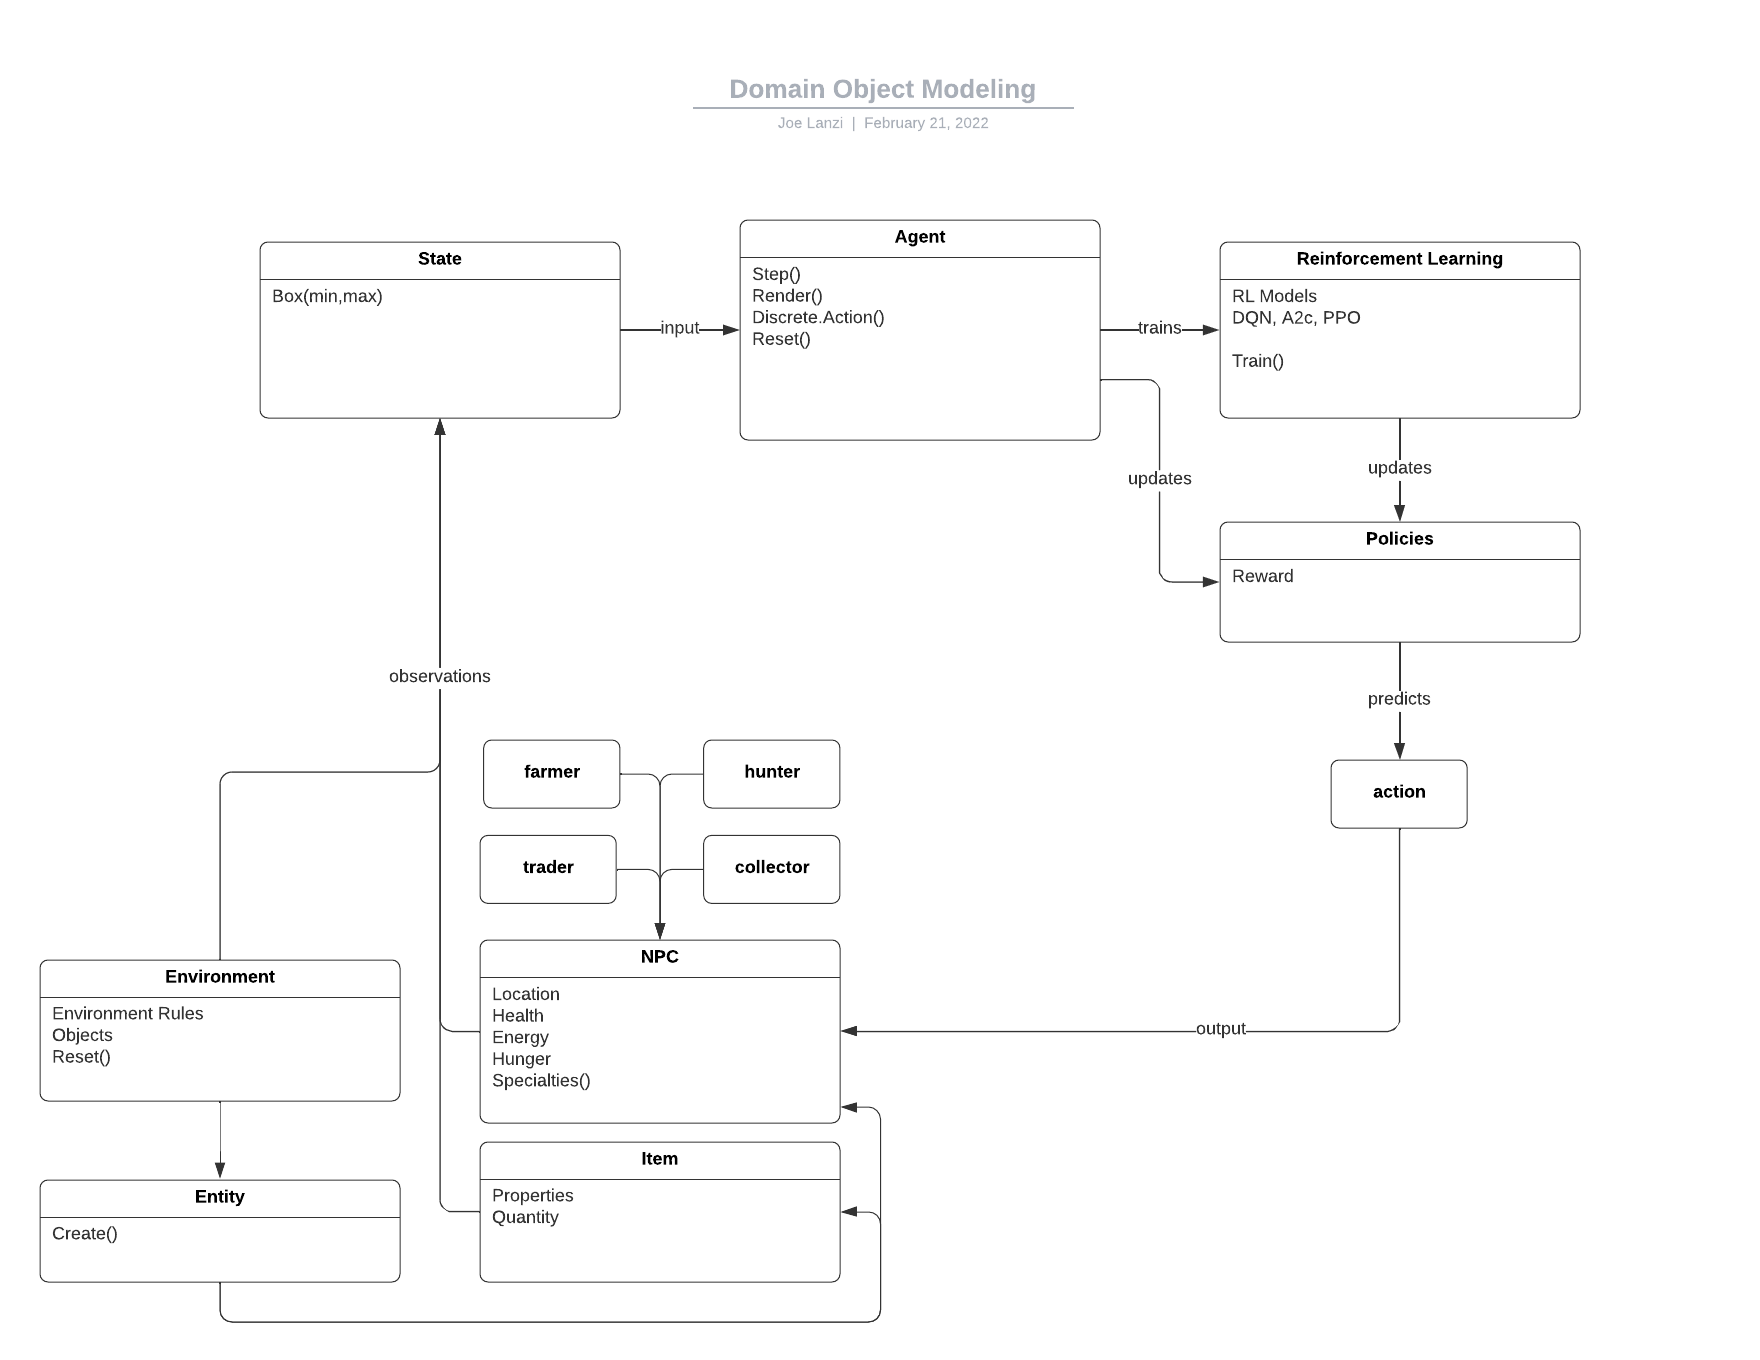 Domain Object Modeling
Joe Lanzi | February 21, 2022
State
Box(min,max)
input
Agent
Step()
Render()
Discrete.Action()
Reset()
trains
Reinforcement Learning
RL Models
DQN, A2c, PPO
Train()
updates
updates
Policies
Reward
predicts
action
observations
farmer
hunter
trader
collector
NPC
Location
Health
Energy
Hunger
Specialties()
output
Environment
Environment Rules
Objects
Reset()
Item
Properties
Quantity
Entity
Create()